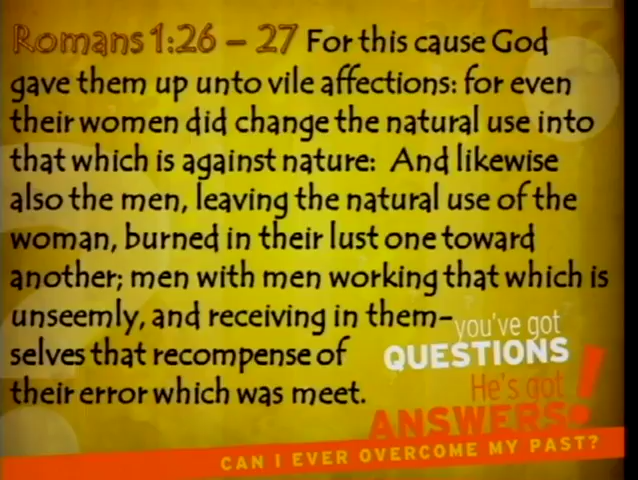 Romans 1:26 – 27 For this cause God
gave them up unto vile affections: for even
their women did change the natural use into
that which is against nature: And likewise
also the men, leaving the natural use of the
woman, burned in their lust one toward
another; men with men working that which is
unseemly, and receiving in them-
selves that recompense of
their error which was meet.
you've got
QUESTIONS
He's got
ANSWERS!
CAN I EVER OVERCOME MY PAST?